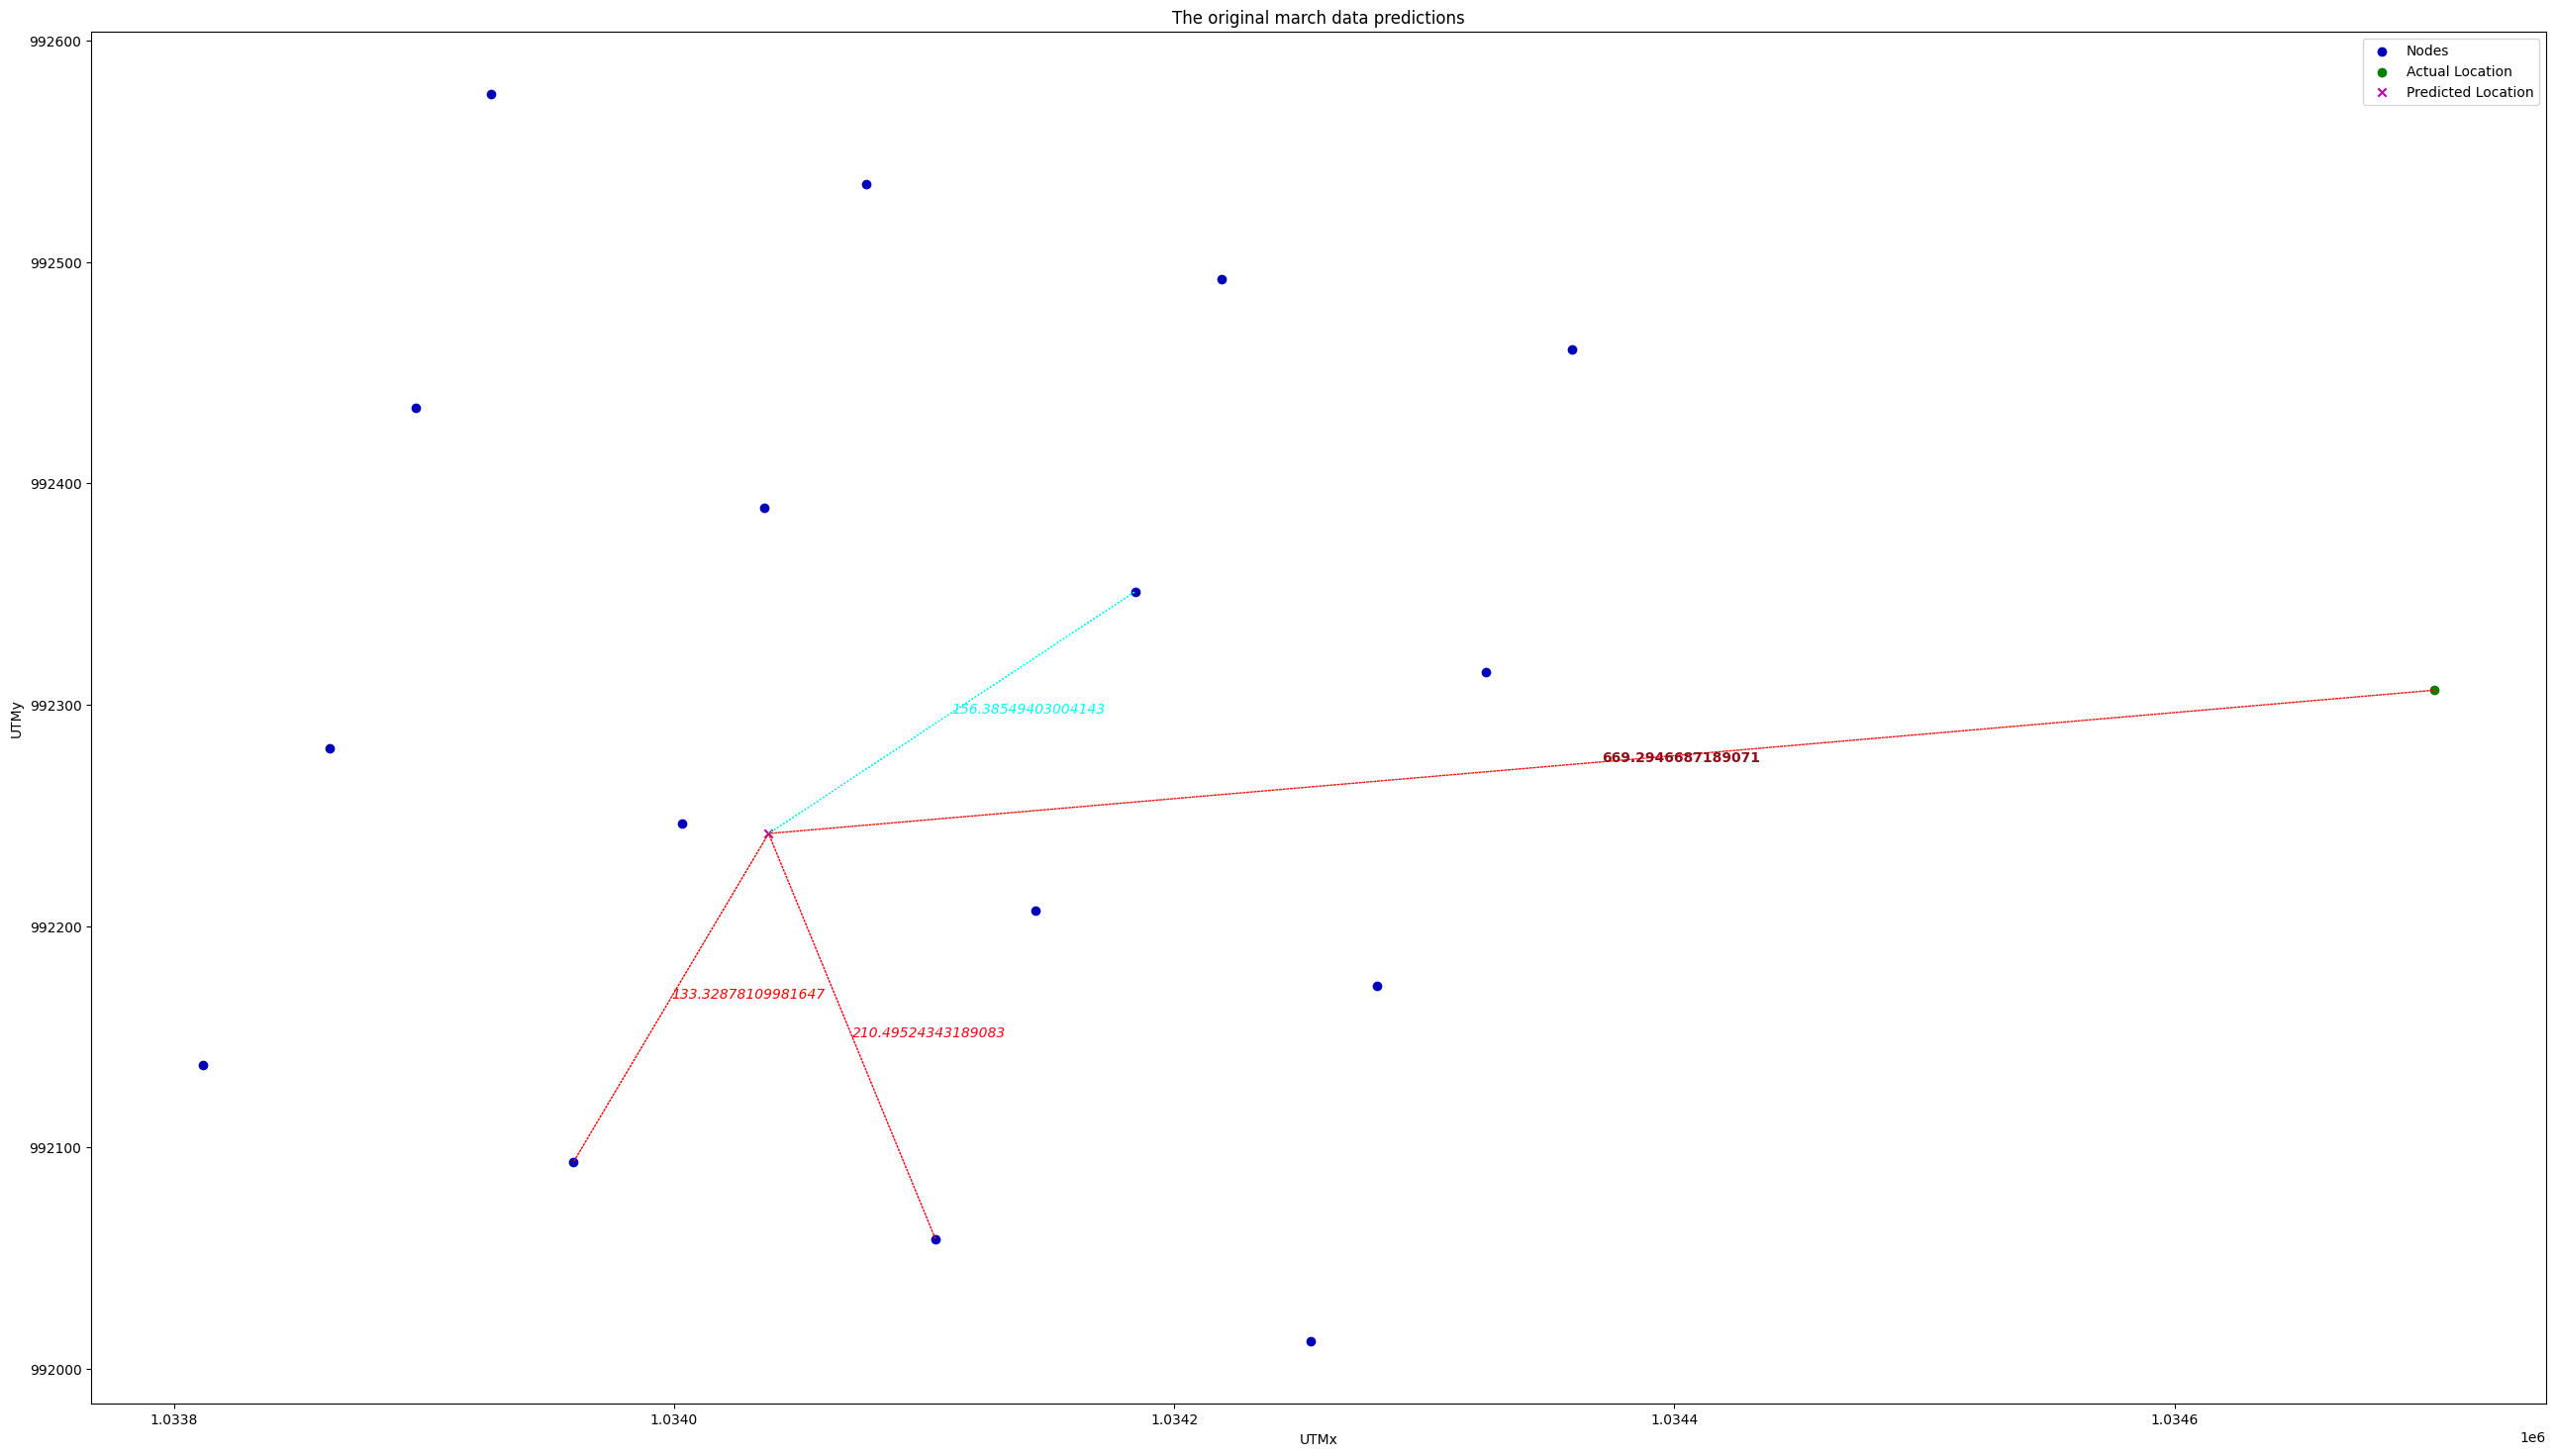 The original march data predictions
Nodes
Actual Location
Predicted Location
992600
992500
992400
992300
992200
992100
992000
UTMy
156.38549403004143
669.2946687189071
133.32878109981647
210.49524343189083
1.0338
1.0340
1.0342
1.0344
1.0346
1e6
UTMx